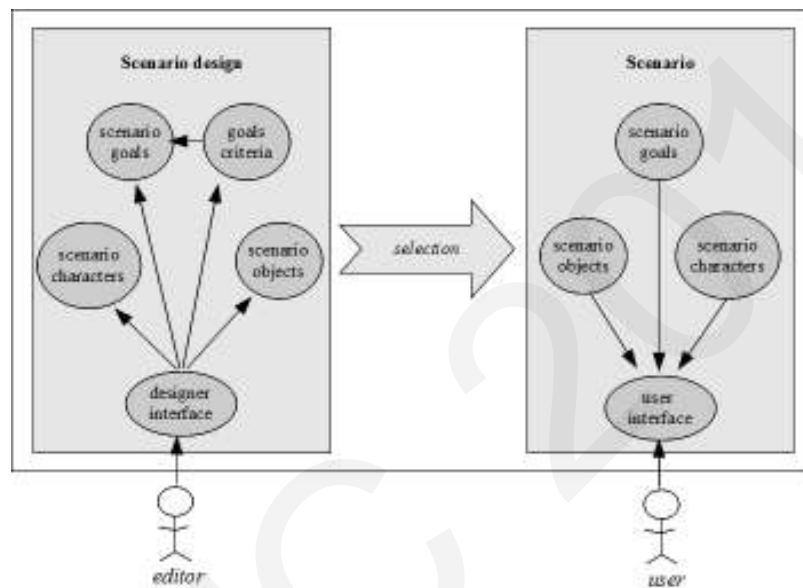 Scenario design
scenario
goals
goals
criteria
scenario
characters
scenario
objects
designer
interface
editor
selection
Scenario
scenario
goals
scenario
objects
scenario
characters
user
interface
user